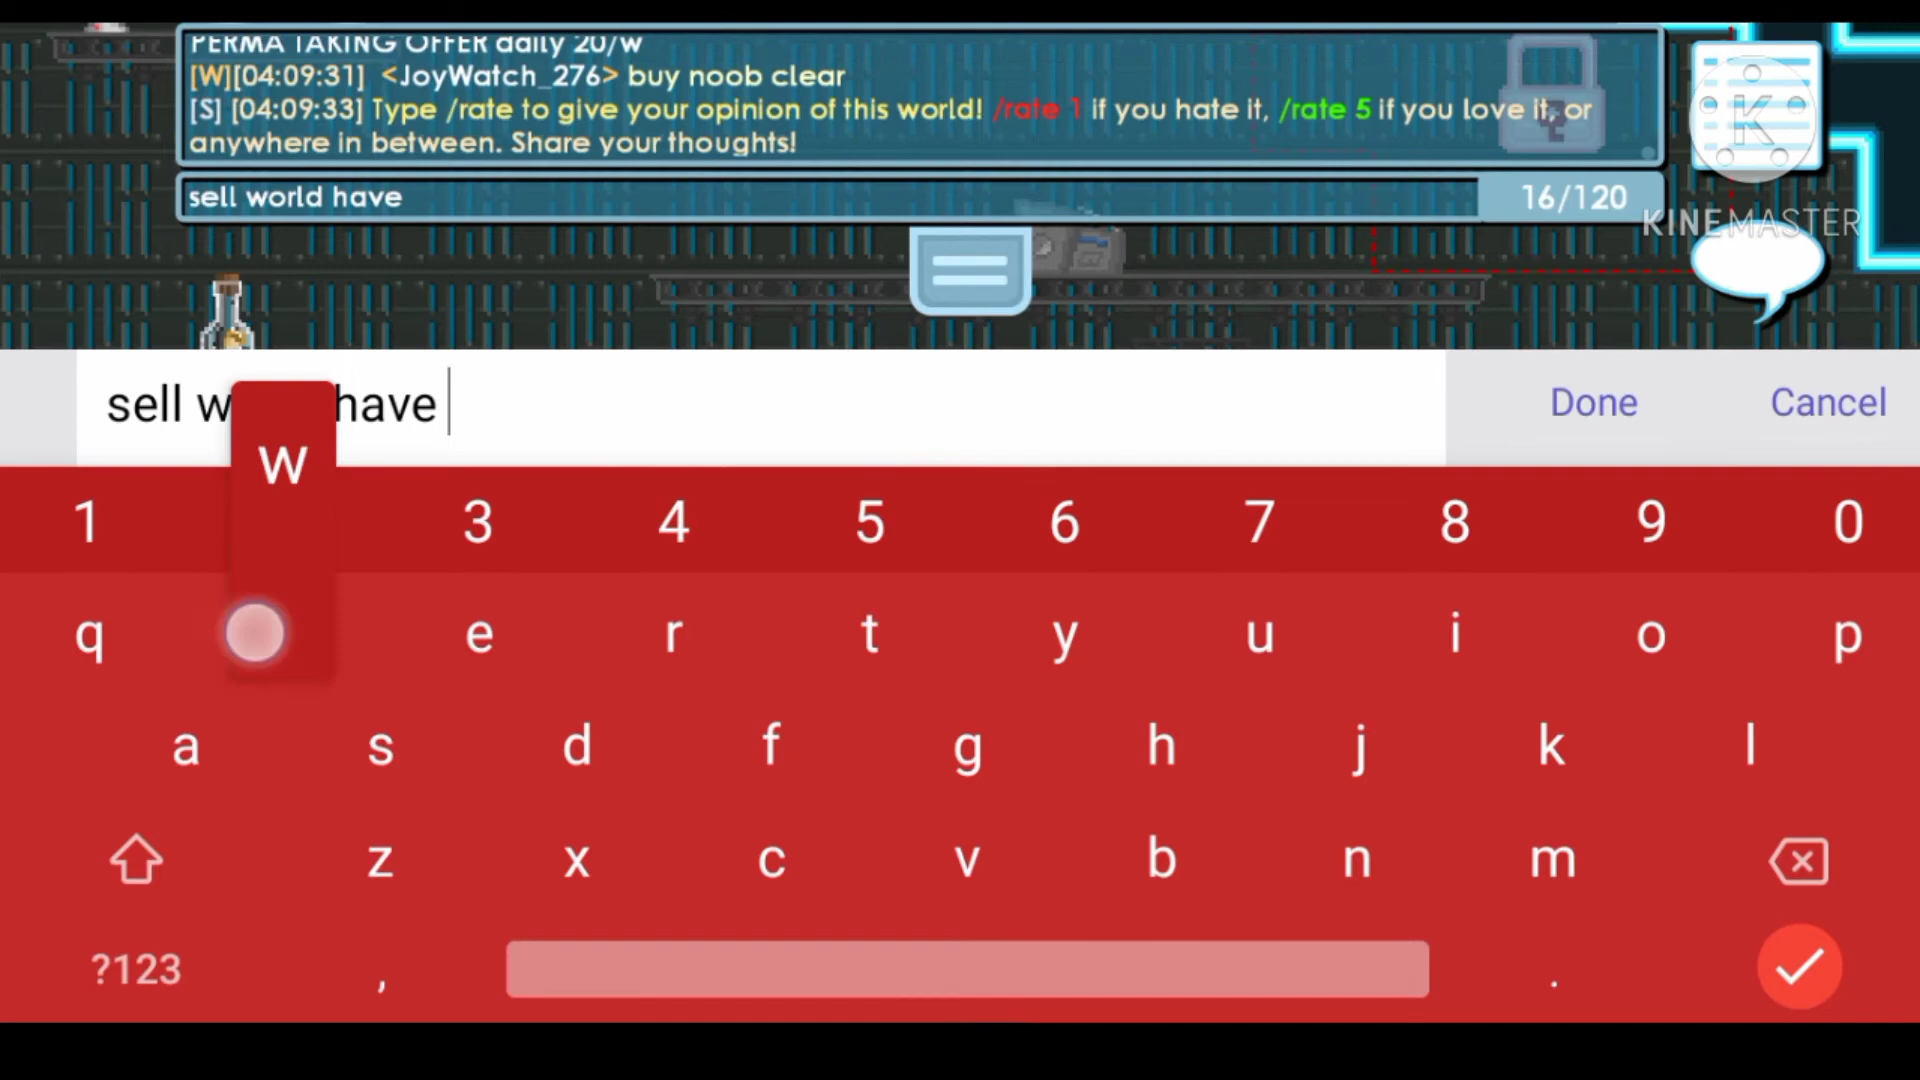 PERMA TAKING OFFER daily 20/w
[W][04:09:31] <JoyWatch_276> buy noob clear
[S] [04:09:33] Type /rate to give your opinion of this world! /rate 1 if you hate it, /rate 5 if you love it, or
anywhere in between. Share your thoughts!
sell world have 16/120
KINEMASTER
sell w have Done Cancel
w
1 3 4 5 6 7 8 9 0
q e r t y u i o p
a s d f g h j k l
z x c v b n m
?123 , .